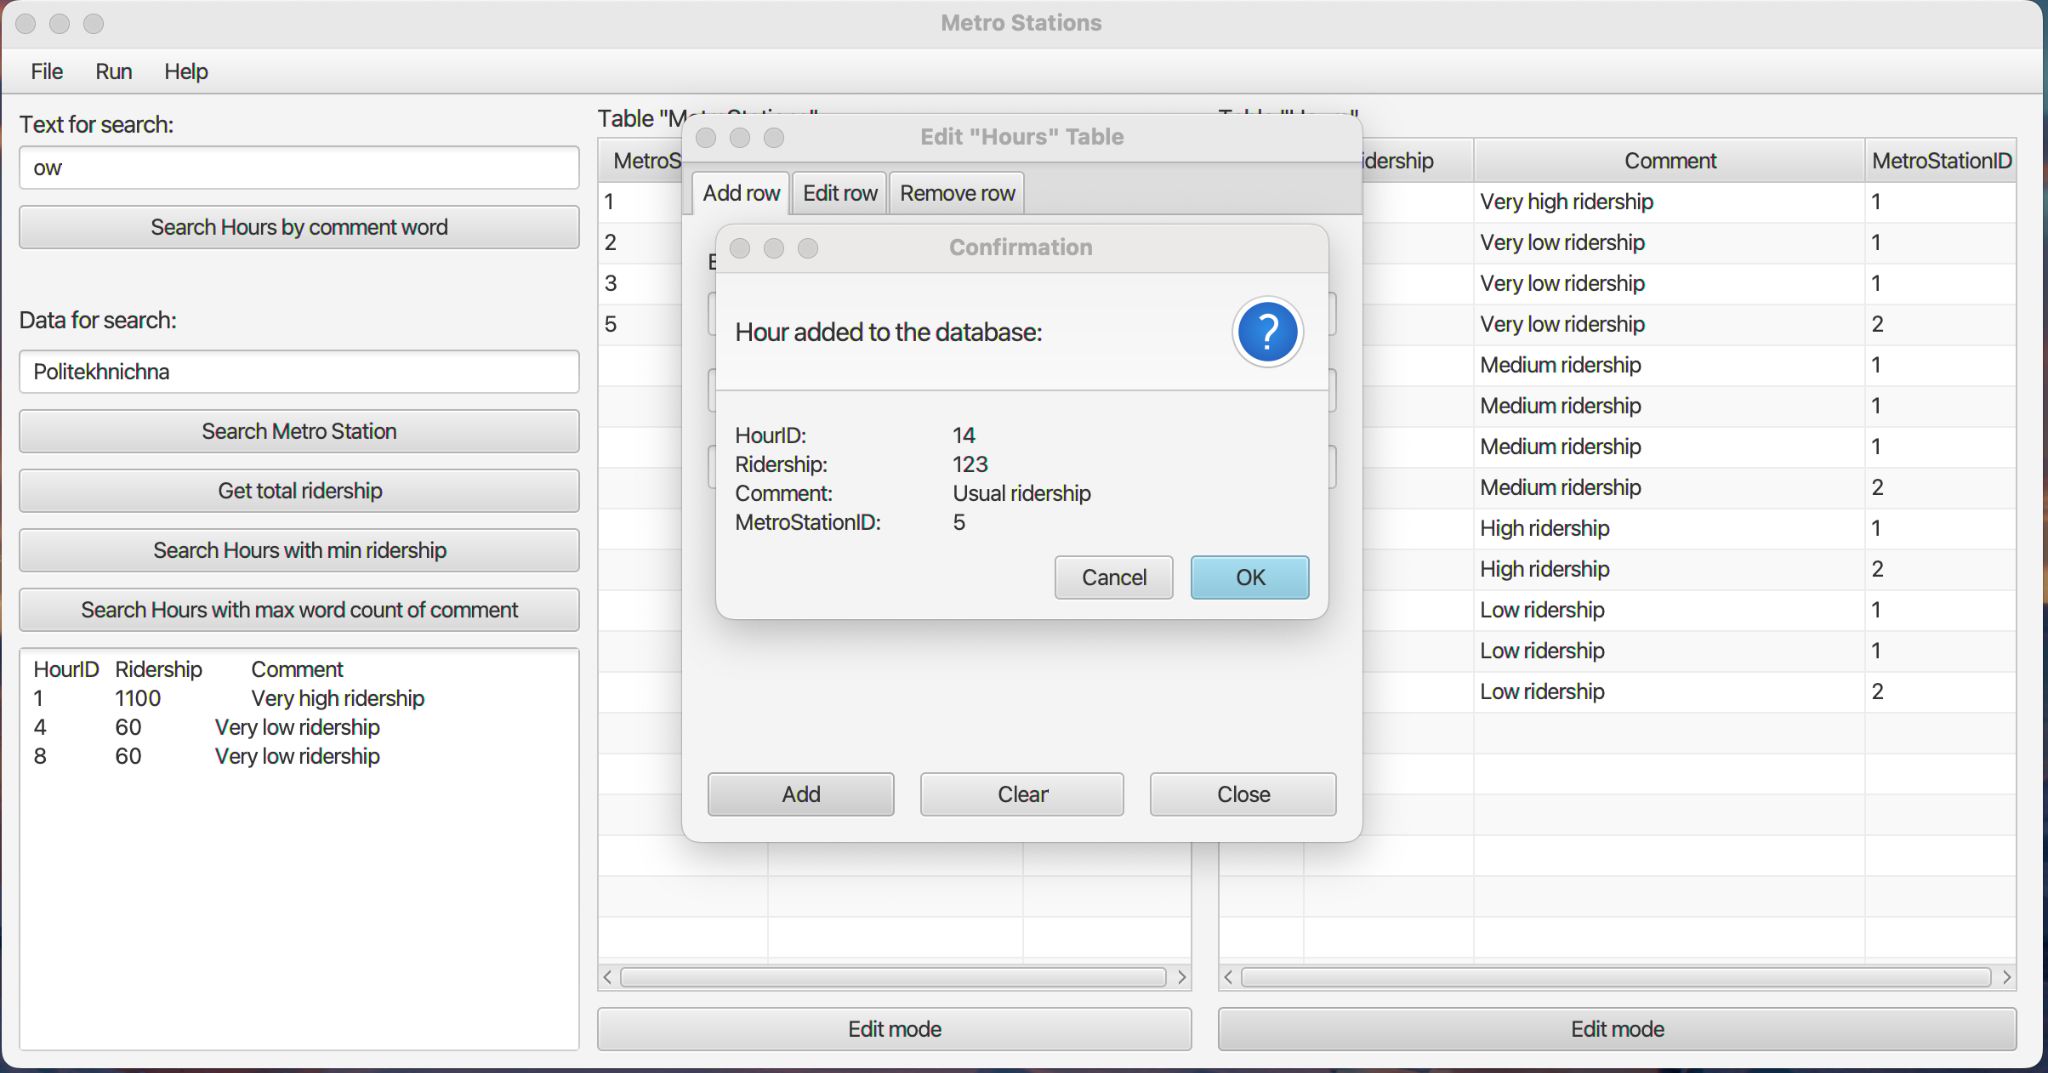 Metro Stations
File Run Help
Text for search:
ow
Search Hours by comment word
Data for search:
Politekhnichna
Search Metro Station
Get total ridership
Search Hours with min ridership
Search Hours with max word count of comment
HourID Ridership Comment
1 1100 Very high ridership
4 60 Very low ridership
8 60 Very low ridership
Table "MetroStations"
MetroS
1
2
3
5
Edit mode
Edit "Hours" Table
Add row Edit row Remove row
Confirmation
Hour added to the database:
?
HourID: 14
Ridership: 123
Comment: Usual ridership
MetroStationID: 5
Cancel OK
Add Clear Close
Table "Hours"
idership Comment MetroStationID
Very high ridership 1
Very low ridership 1
Very low ridership 1
Very low ridership 2
Medium ridership 1
Medium ridership 1
Medium ridership 1
Medium ridership 2
High ridership 1
High ridership 2
Low ridership 1
Low ridership 1
Low ridership 2
Edit mode